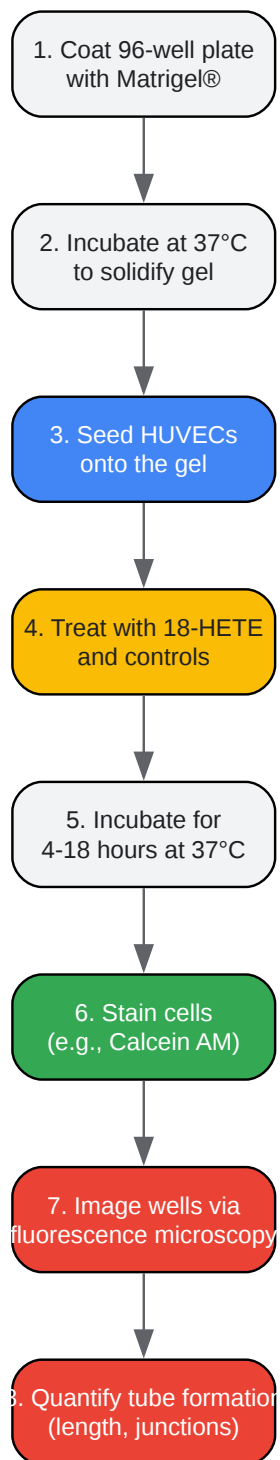 1. Coat 96-well plate
with Matrigel®
2. Incubate at 37°C
to solidify gel
3. Seed HUVECs
onto the gel
4. Treat with 18-HETE
and controls
5. Incubate for
4-18 hours at 37°C
6. Stain cells
(e.g., Calcein AM)
7. Image wells via
fluorescence microscopy
8. Quantify tube formation
(length, junctions)